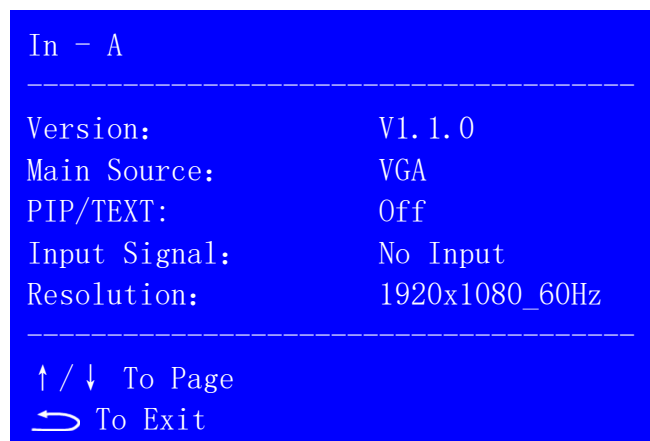 In - A
Version： V1.1.0
Main Source： VGA
PIP/TEXT: Off
Input Signal： No Input
Resolution： 1920x1080_60Hz
↑/↓ To Page
⮌ To Exit